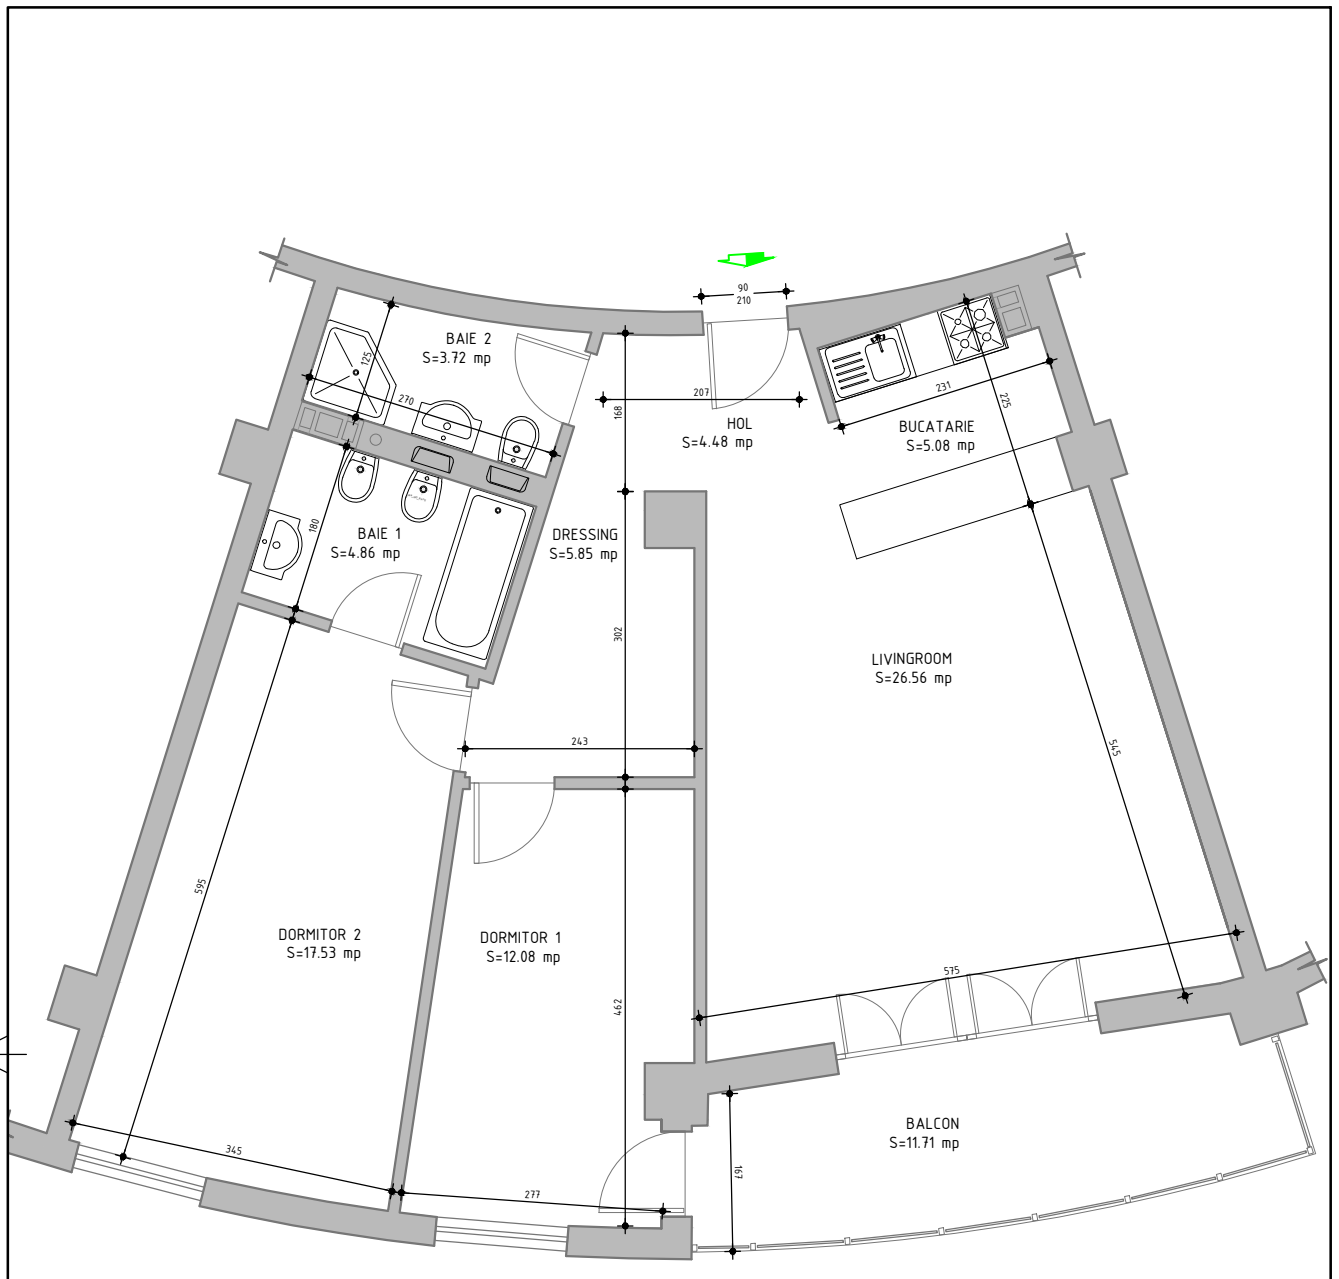 90
210
BAIE 2
S=3.72 mp
125
270
207
168
HOL
S=4.48 mp
231
225
BUCATARIE
S=5.08 mp
180
BAIE 1
S=4.86 mp
DRESSING
S=5.85 mp
302
LIVINGROOM
S=26.56 mp
243
545
595
DORMITOR 2
S=17.53 mp
DORMITOR 1
S=12.08 mp
575
462
BALCON
S=11.71 mp
345
167
277